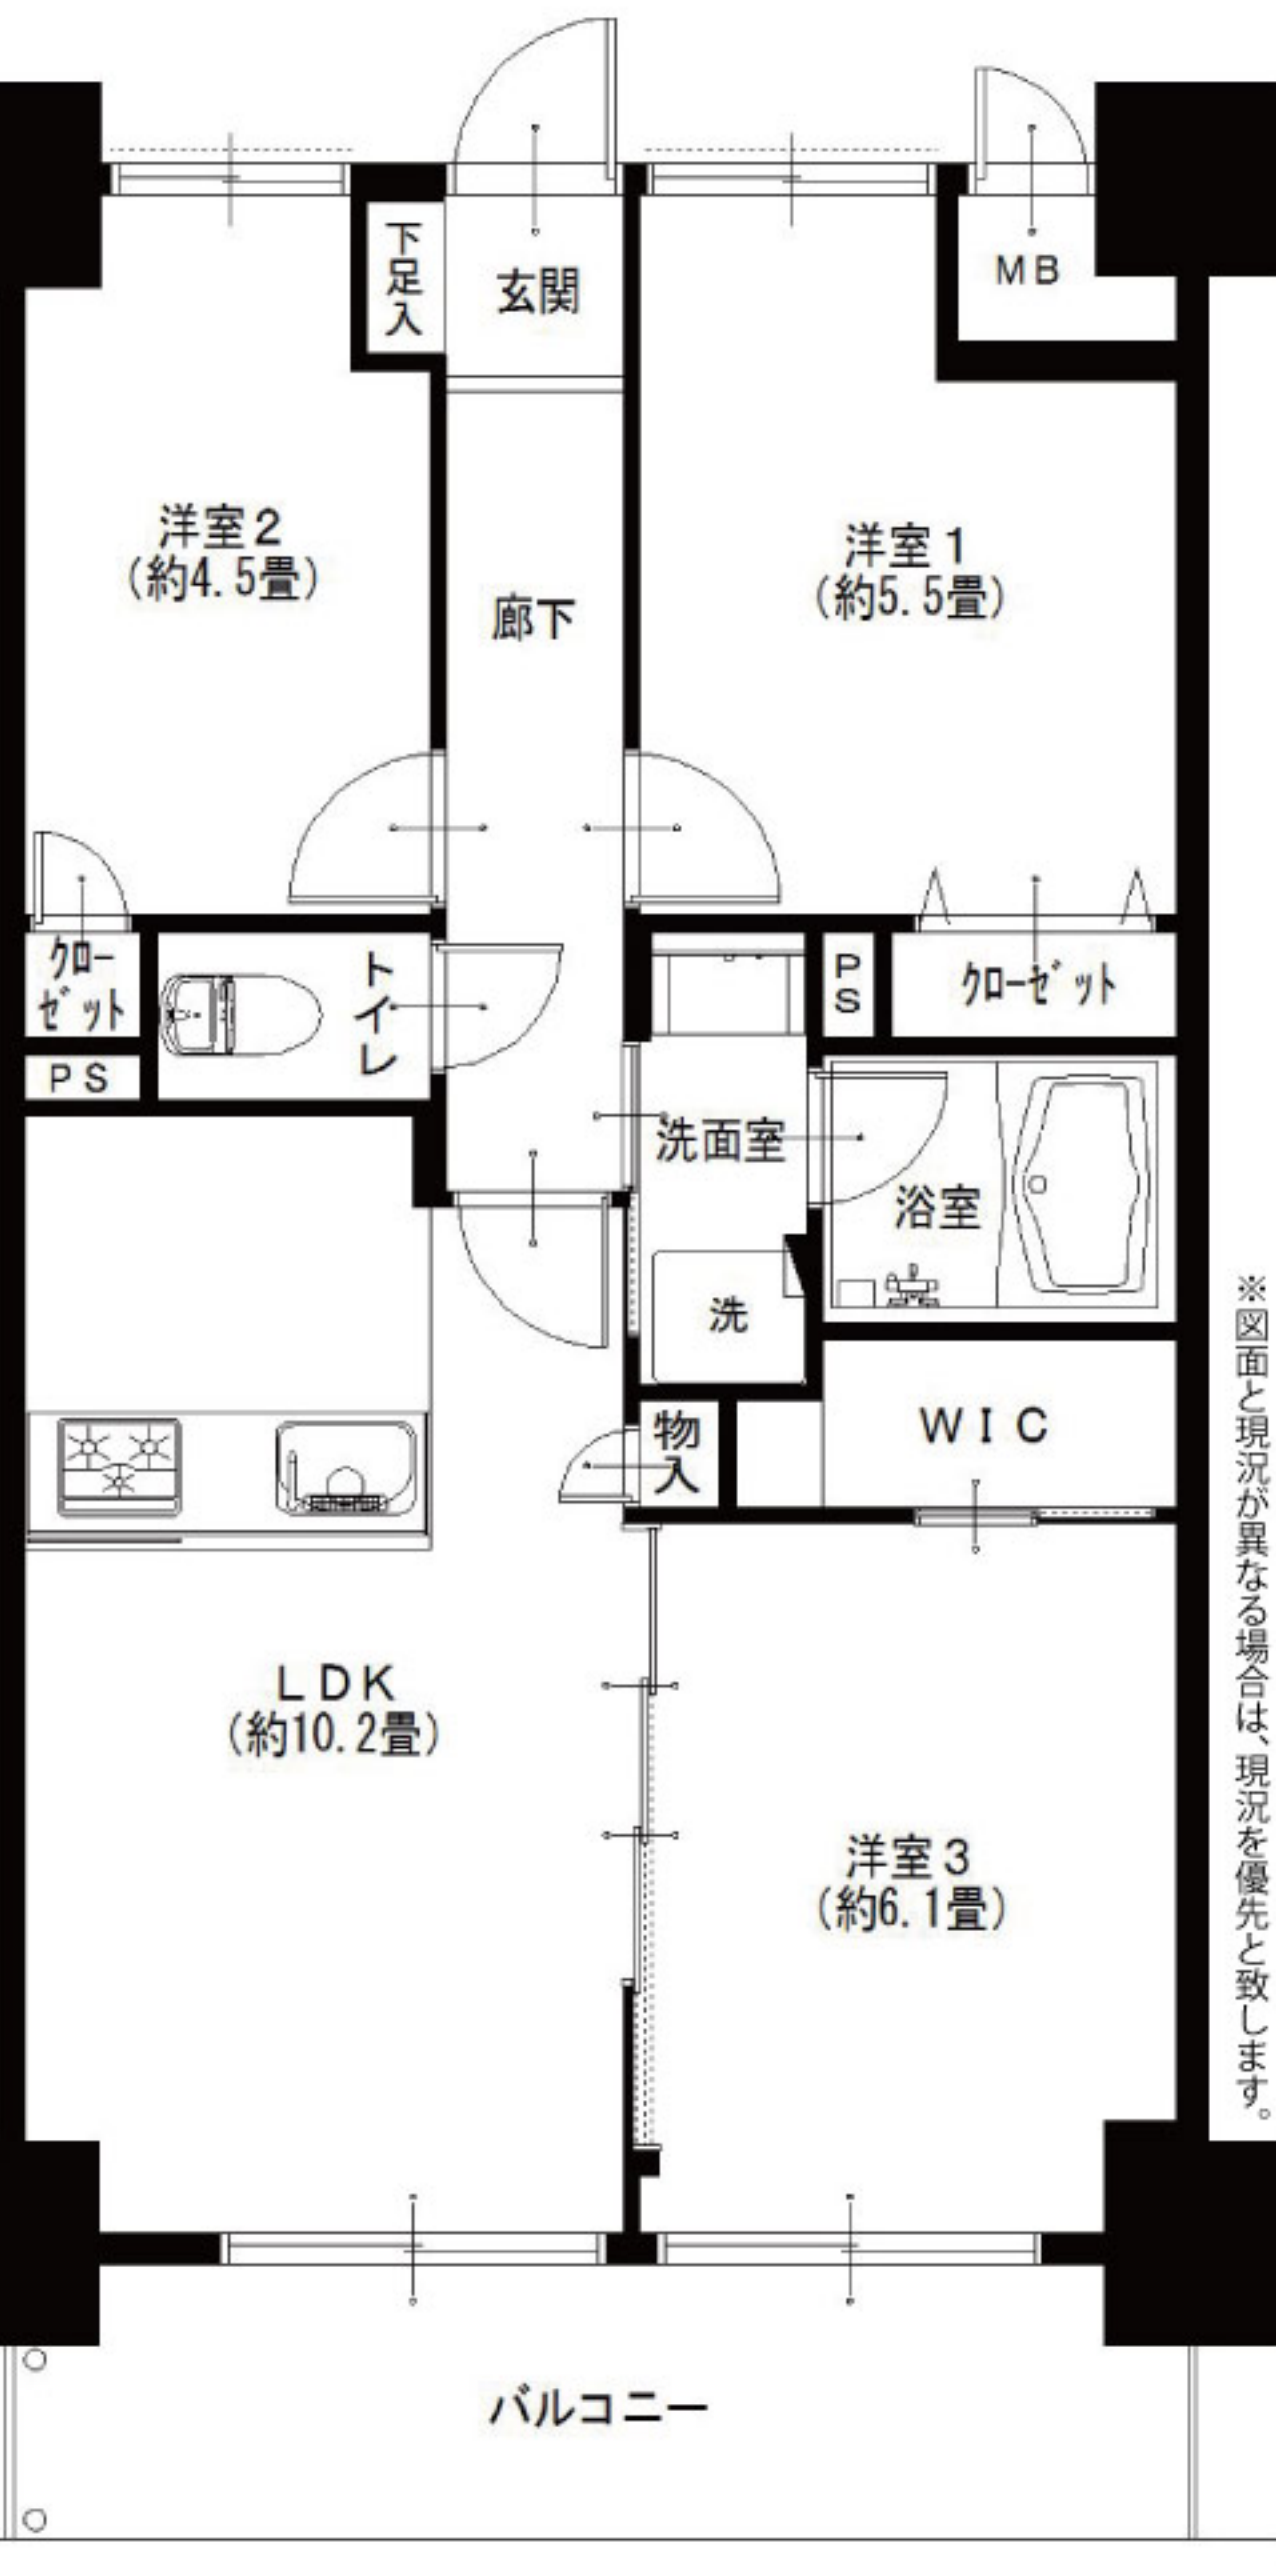 下足入
玄関
MB
洋室2
(約4.5畳)
洋室1
(約5.5畳)
廊下
クロー
ゼット
トイレ
PS
クローゼット
PS
洗面室
浴室
洗
物入
WIC
LDK
(約10.2畳)
洋室3
(約6.1畳)
バルコニー
※図面と現況が異なる場合は、現況を優先と致します。